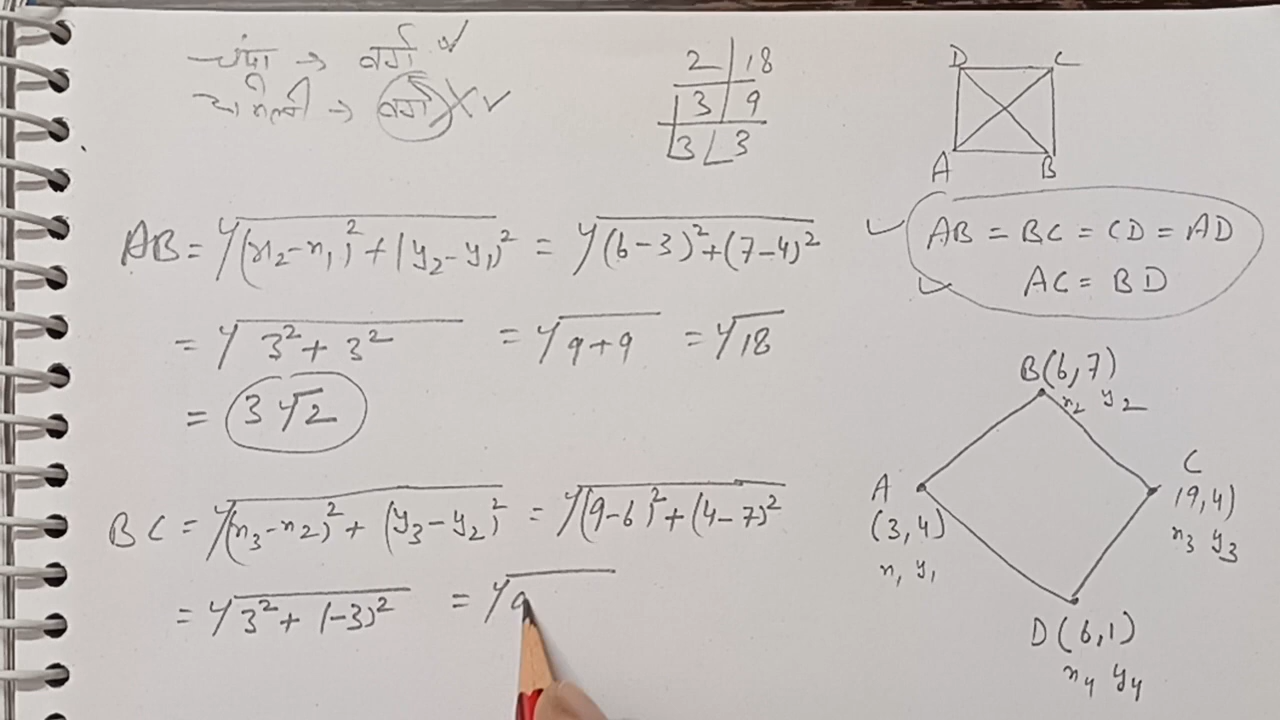 चंपा → वर्ग ✓
चामेली → वर्ग ✗ ✓
2 | 18
3 | 9
3 | 3
D C
A B
AB = √(x₂-x₁)² + (y₂-y₁)² = √(6-3)²+(7-4)²
= √3²+3² = √9+9 = √18
= 3√2
✓ AB = BC = CD = AD
✓ AC = BD
BC = √(x₃-x₂)² + (y₃-y₂)² = √(9-6)²+(4-7)²
= √3²+(-3)² = √9
B(6,7)
x₂ y₂
A
(3,4)
x₁ y₁
C
(9,4)
x₃ y₃
D(6,1)
x₄ y₄